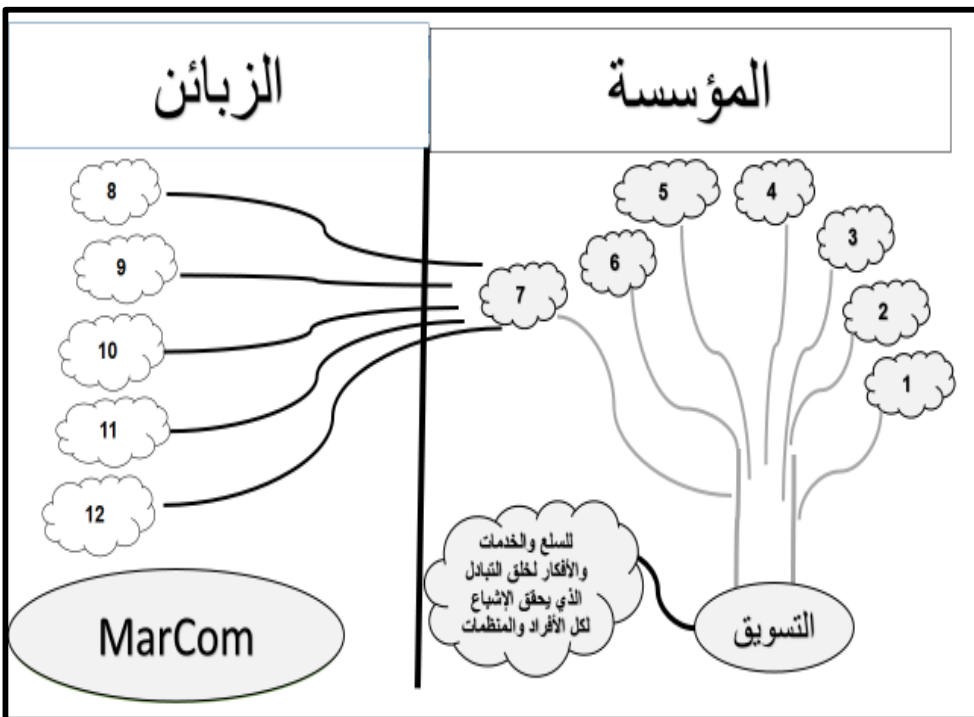 المؤسسة
الزبائن
1
2
3
4
5
6
7
8
9
10
11
12
التسويق
للسلع والخدمات
والأفكار لخلق التبادل
الذي يحقق الإشباع
لكل الأفراد والمنظمات
MarCom